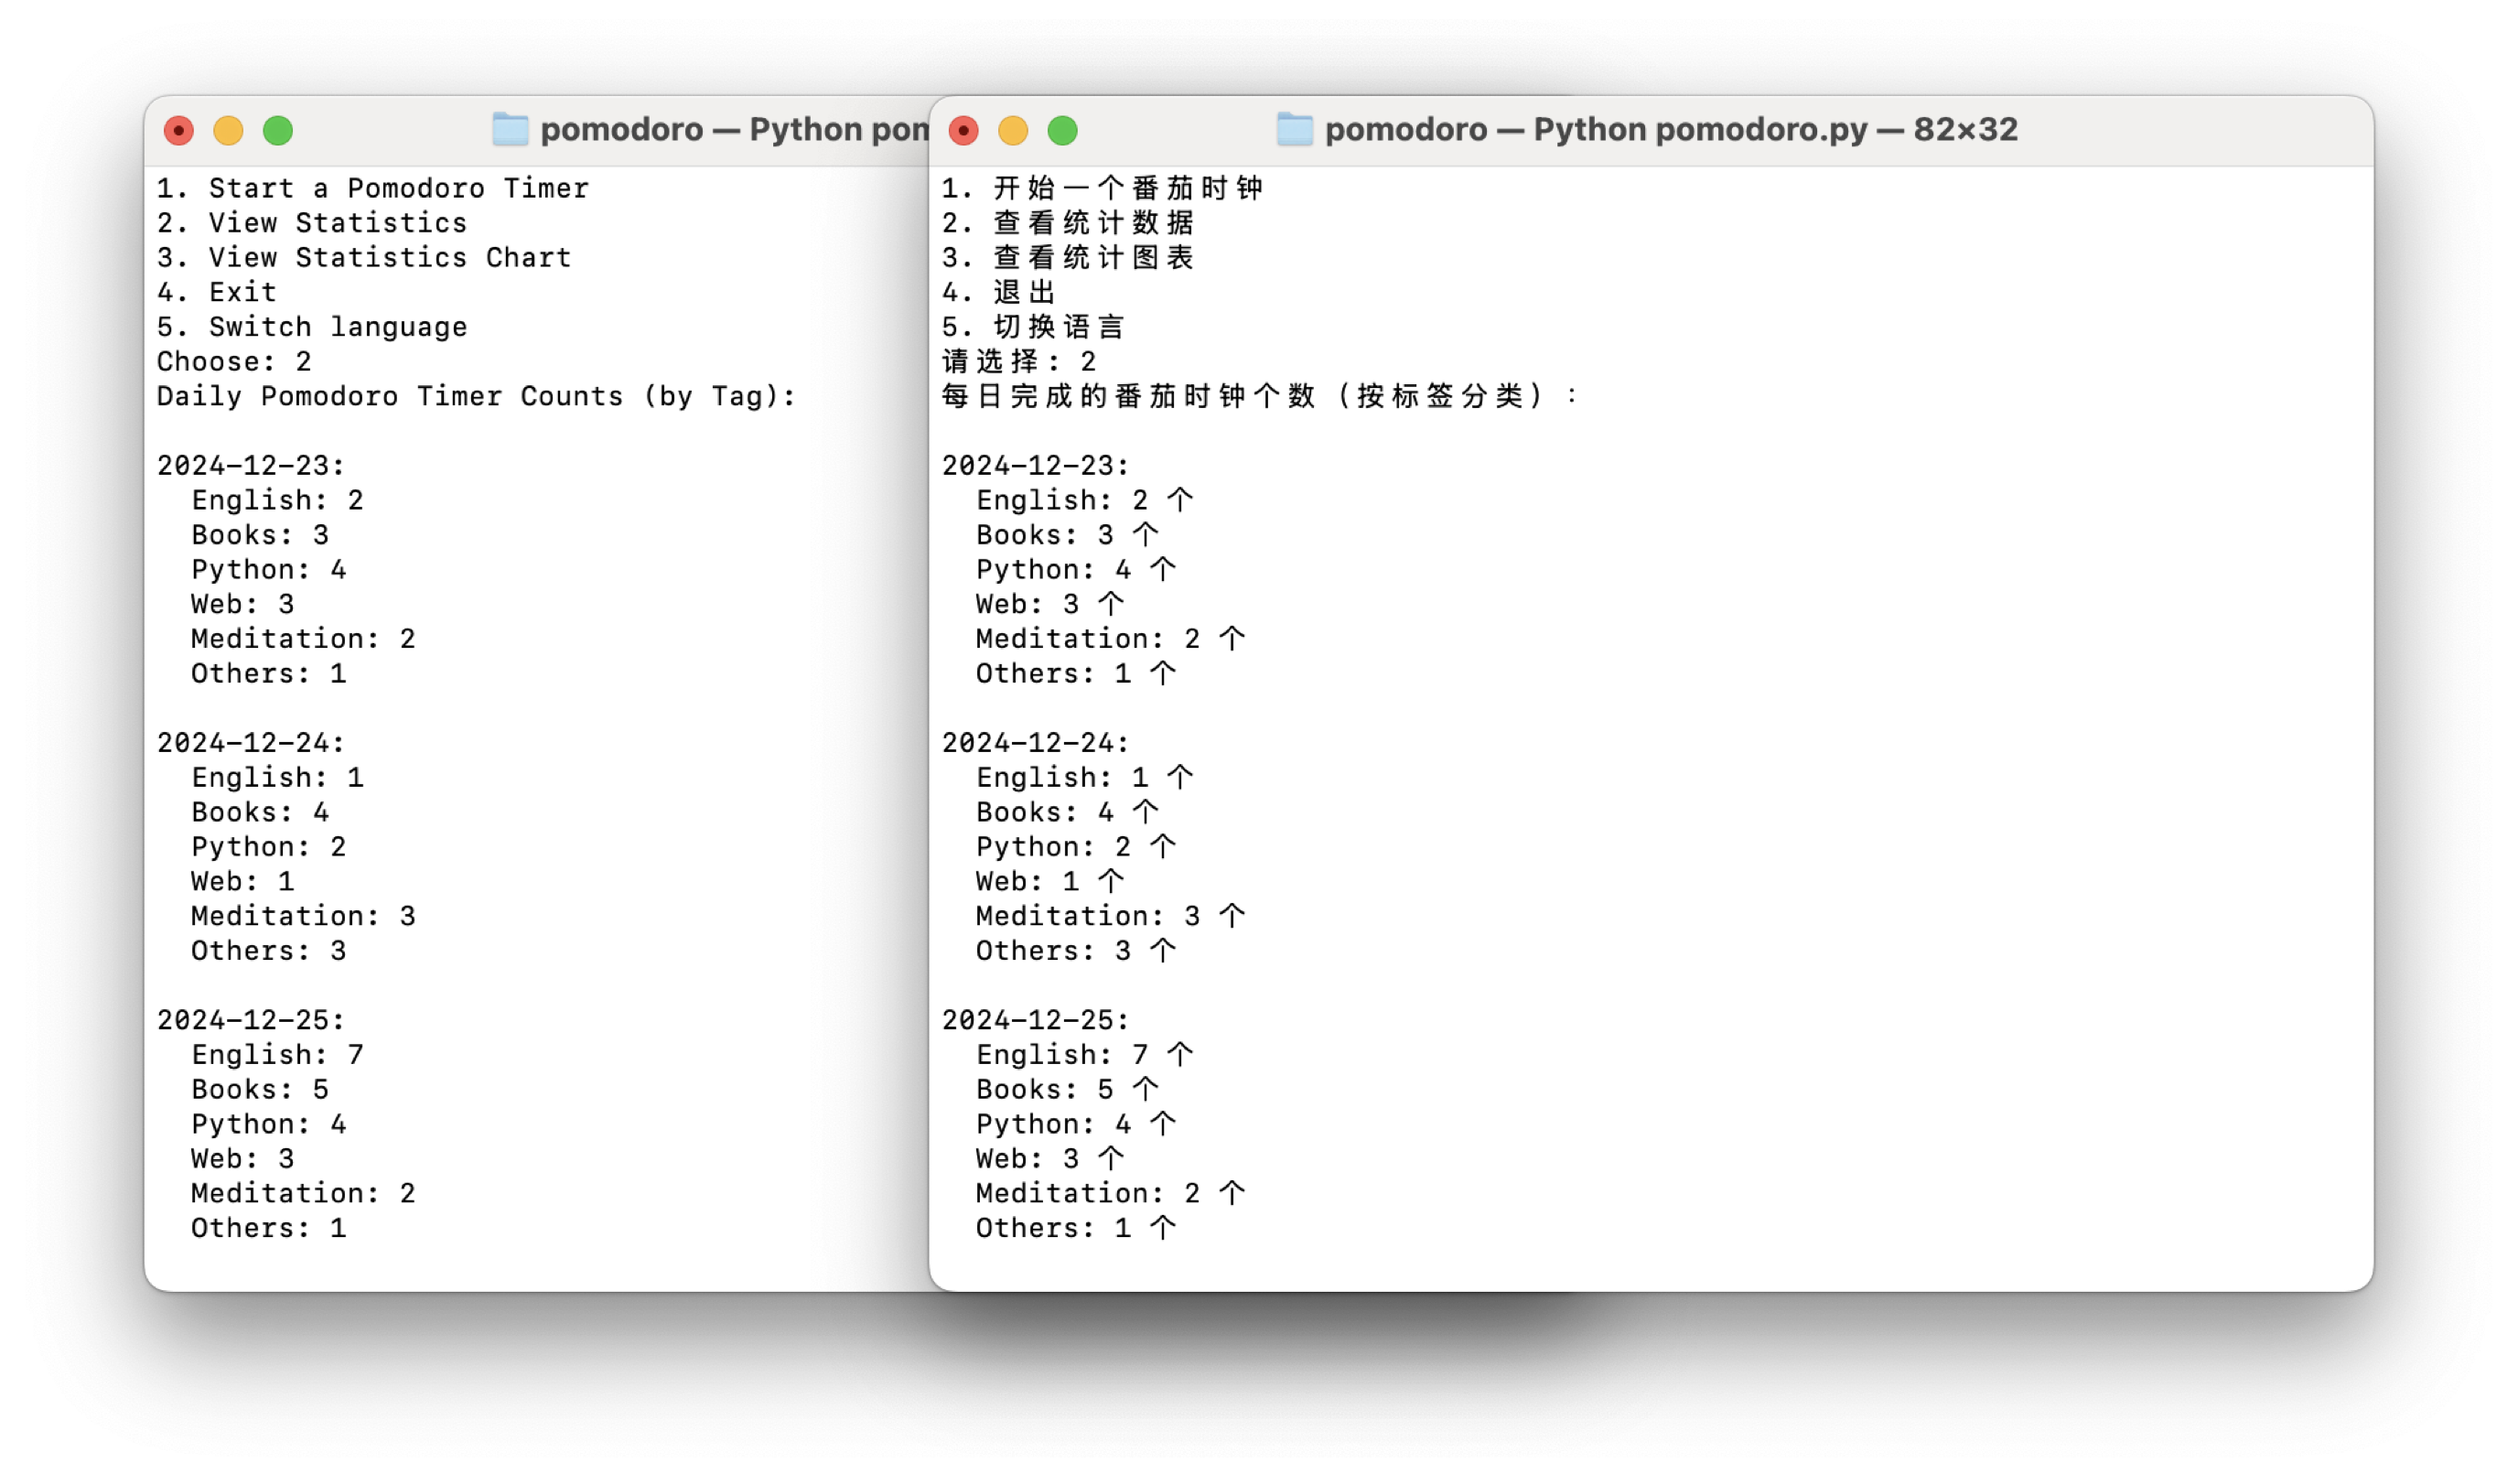 pomodoro — Python pom
1. Start a Pomodoro Timer
2. View Statistics
3. View Statistics Chart
4. Exit
5. Switch language
Choose: 2
Daily Pomodoro Timer Counts (by Tag):
2024-12-23:
English: 2
Books: 3
Python: 4
Web: 3
Meditation: 2
Others: 1
2024-12-24:
English: 1
Books: 4
Python: 2
Web: 1
Meditation: 3
Others: 3
2024-12-25:
English: 7
Books: 5
Python: 4
Web: 3
Meditation: 2
Others: 1
pomodoro — Python pomodoro.py — 82×32
1. 开始一个番茄时钟
2. 查看统计数据
3. 查看统计图表
4. 退出
5. 切换语言
请选择: 2
每日完成的番茄时钟个数（按标签分类）：
2024-12-23:
English: 2 个
Books: 3 个
Python: 4 个
Web: 3 个
Meditation: 2 个
Others: 1 个
2024-12-24:
English: 1 个
Books: 4 个
Python: 2 个
Web: 1 个
Meditation: 3 个
Others: 3 个
2024-12-25:
English: 7 个
Books: 5 个
Python: 4 个
Web: 3 个
Meditation: 2 个
Others: 1 个